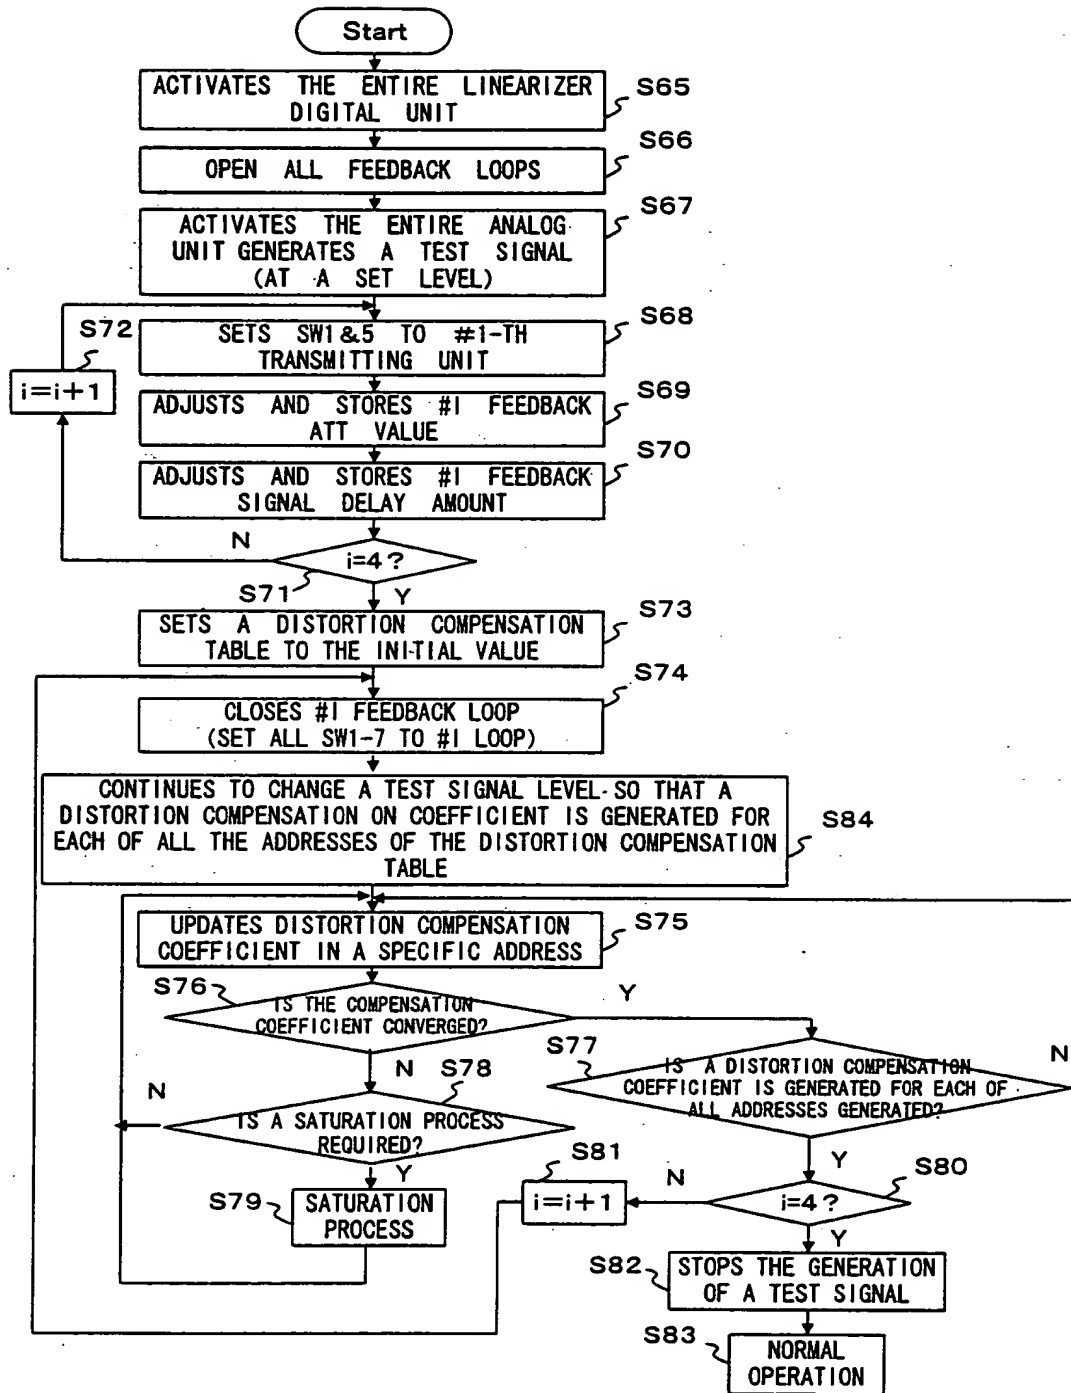 Start
ACTIVATES THE ENTIRE LINEARIZER
DIGITAL UNIT
S65
S66
OPEN ALL FEEDBACK LOOPS
S67
ACTIVATES THE ENTIRE ANALOG
UNIT GENERATES A TEST SIGNAL
(AT A SET LEVEL)
S72
S68
SETS SW1&5 TO #1-TH
TRANSMITTING UNIT
i=i+1
S69
ADJUSTS AND STORES #I FEEDBACK
ATT VALUE
S70
ADJUSTS AND STORES #I FEEDBACK
SIGNAL DELAY AMOUNT
N
i=4?
S71
Y
S73
SETS A DISTORTION COMPENSATION
TABLE TO THE INITIAL VALUE
S74
CLOSES #I FEEDBACK LOOP
(SET ALL SW1-7 TO #I LOOP)
CONTINUES TO CHANGE A TEST SIGNAL LEVEL SO THAT A
DISTORTION COMPENSATION ON COEFFICIENT IS GENERATED FOR
EACH OF ALL THE ADDRESSES OF THE DISTORTION COMPENSATION
TABLE
S84
UPDATES DISTORTION COMPENSATION
COEFFICIENT IN A SPECIFIC ADDRESS
S75
S76
IS THE COMPENSATION
COEFFICIENT CONVERGED?
Y
S77
N
IS A DISTORTION COMPENSATION
COEFFICIENT IS GENERATED FOR EACH OF
ALL ADDRESSES GENERATED?
N
S78
N
IS A SATURATION PROCESS
REQUIRED?
Y
S79
SATURATION
PROCESS
S81
i=i+1
N
Y
S80
i=4?
Y
S82
STOPS THE GENERATION
OF A TEST SIGNAL
S83
NORMAL
OPERATION